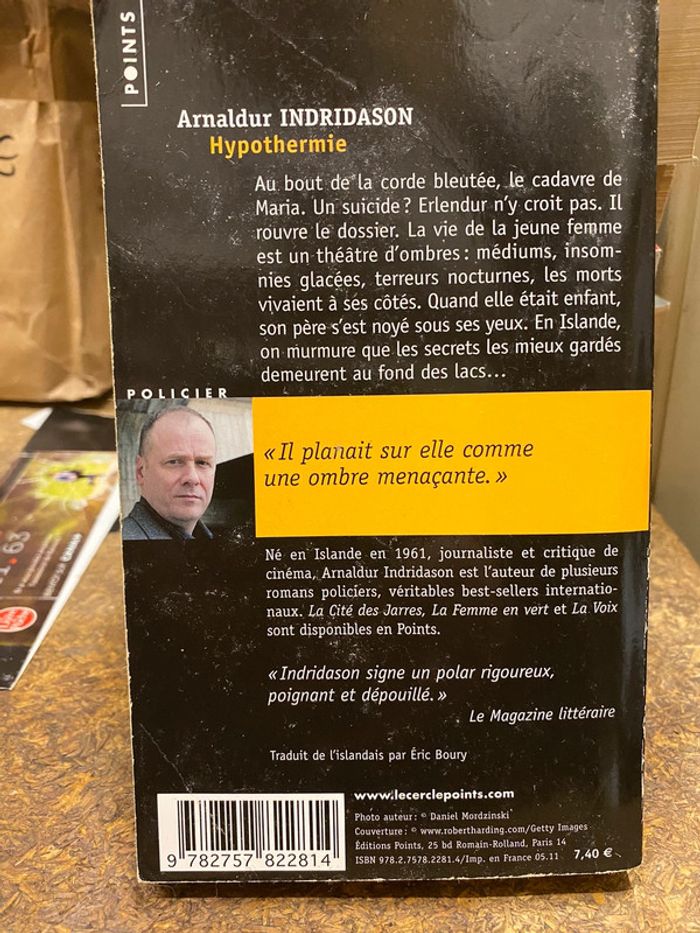 POINTS
Arnaldur INDRIDASON
Hypothermie
Au bout de la corde bleutée, le cadavre de
Maria. Un suicide ? Erlendur n’y croit pas. Il
rouvre le dossier. La vie de la jeune femme
est un théâtre d’ombres : médiums, insom-
nies glacées, terreurs nocturnes, les morts
vivaient à ses côtés. Quand elle était enfant,
son père s’est noyé sous ses yeux. En Islande,
on murmure que les secrets les mieux gardés
demeurent au fond des lacs…
POLICIER
« Il planait sur elle comme
une ombre menaçante. »
Né en Islande en 1961, journaliste et critique de
cinéma, Arnaldur Indridason est l’auteur de plusieurs
romans policiers, véritables best-sellers internatio-
naux. La Cité des Jarres, La Femme en vert et La Voix
sont disponibles en Points.
« Indridason signe un polar rigoureux,
poignant et dépouillé. »
Le Magazine littéraire
Traduit de l’islandais par Éric Boury
www.lecerclepoints.com
Photo auteur : © Daniel Mordzinski
Couverture : © www.robertharding.com/Getty Images
Éditions Points, 25 bd Romain-Rolland, Paris 14
ISBN 978.2.7578.2281.4/Imp. en France 05.11 7,40 €
9 782757 822814
63